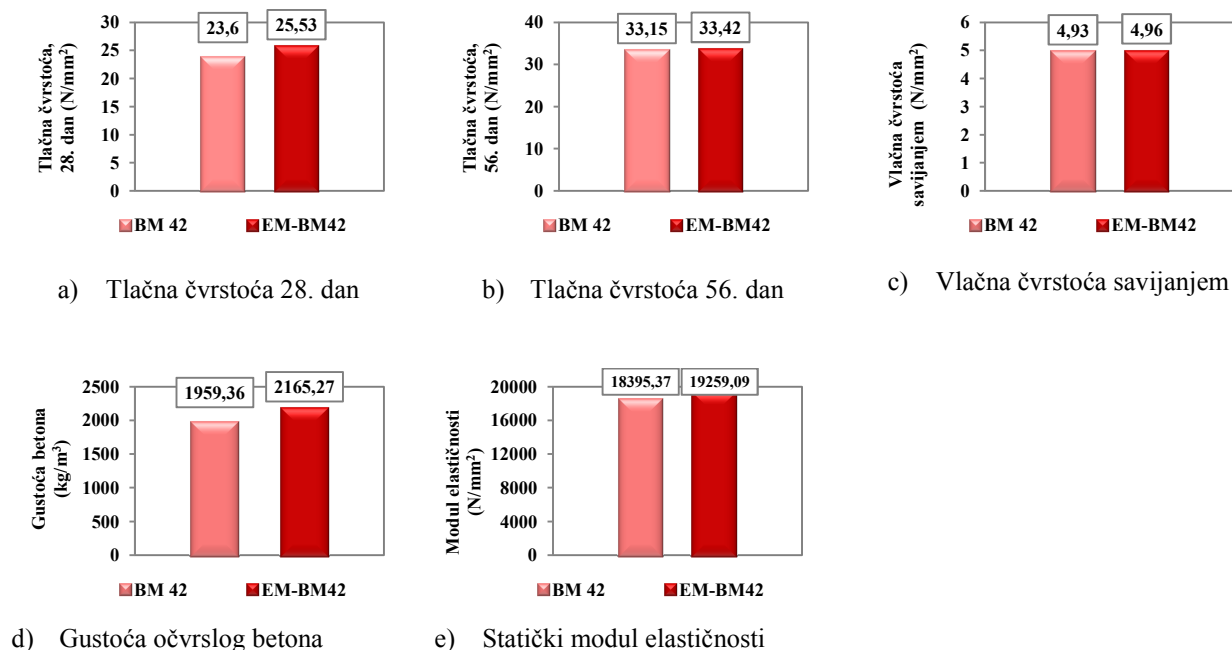 Tlačna čvrstoća,
28. dan (N/mm²)
30
25
20
15
10
5
0
23,6
25,53
BM 42
EM-BM42
a) Tlačna čvrstoća 28. dan
Tlačna čvrstoća,
56. dan (N/mm²)
40
30
20
10
0
33,15
33,42
BM 42
EM-BM42
b) Tlačna čvrstoća 56. dan
Vlačna čvrstoća
savijanjem (N/mm²)
6
5
4
3
2
1
0
4,93
4,96
BM 42
EM-BM42
c) Vlačna čvrstoća savijanjem
Gustoća betona
(kg/m³)
2500
2000
1500
1000
500
0
1959,36
2165,27
BM 42
EM-BM42
d) Gustoća očvrslog betona
Modul elastičnosti
(N/mm²)
20000
16000
12000
8000
4000
0
18395,37
19259,09
BM 42
EM-BM42
e) Statički modul elastičnosti